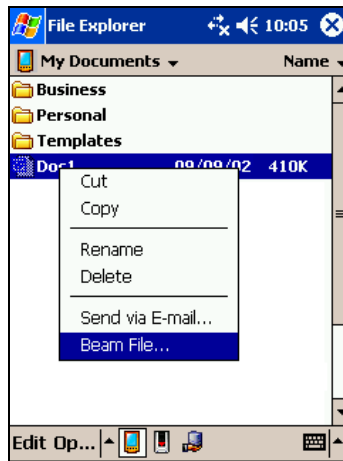 File Explorer 10:05
My Documents Name
Business
Personal
Templates
Doc1 09/09/02 410K
Cut
Copy
Rename
Delete
Send via E-mail...
Beam File...
Edit Op...